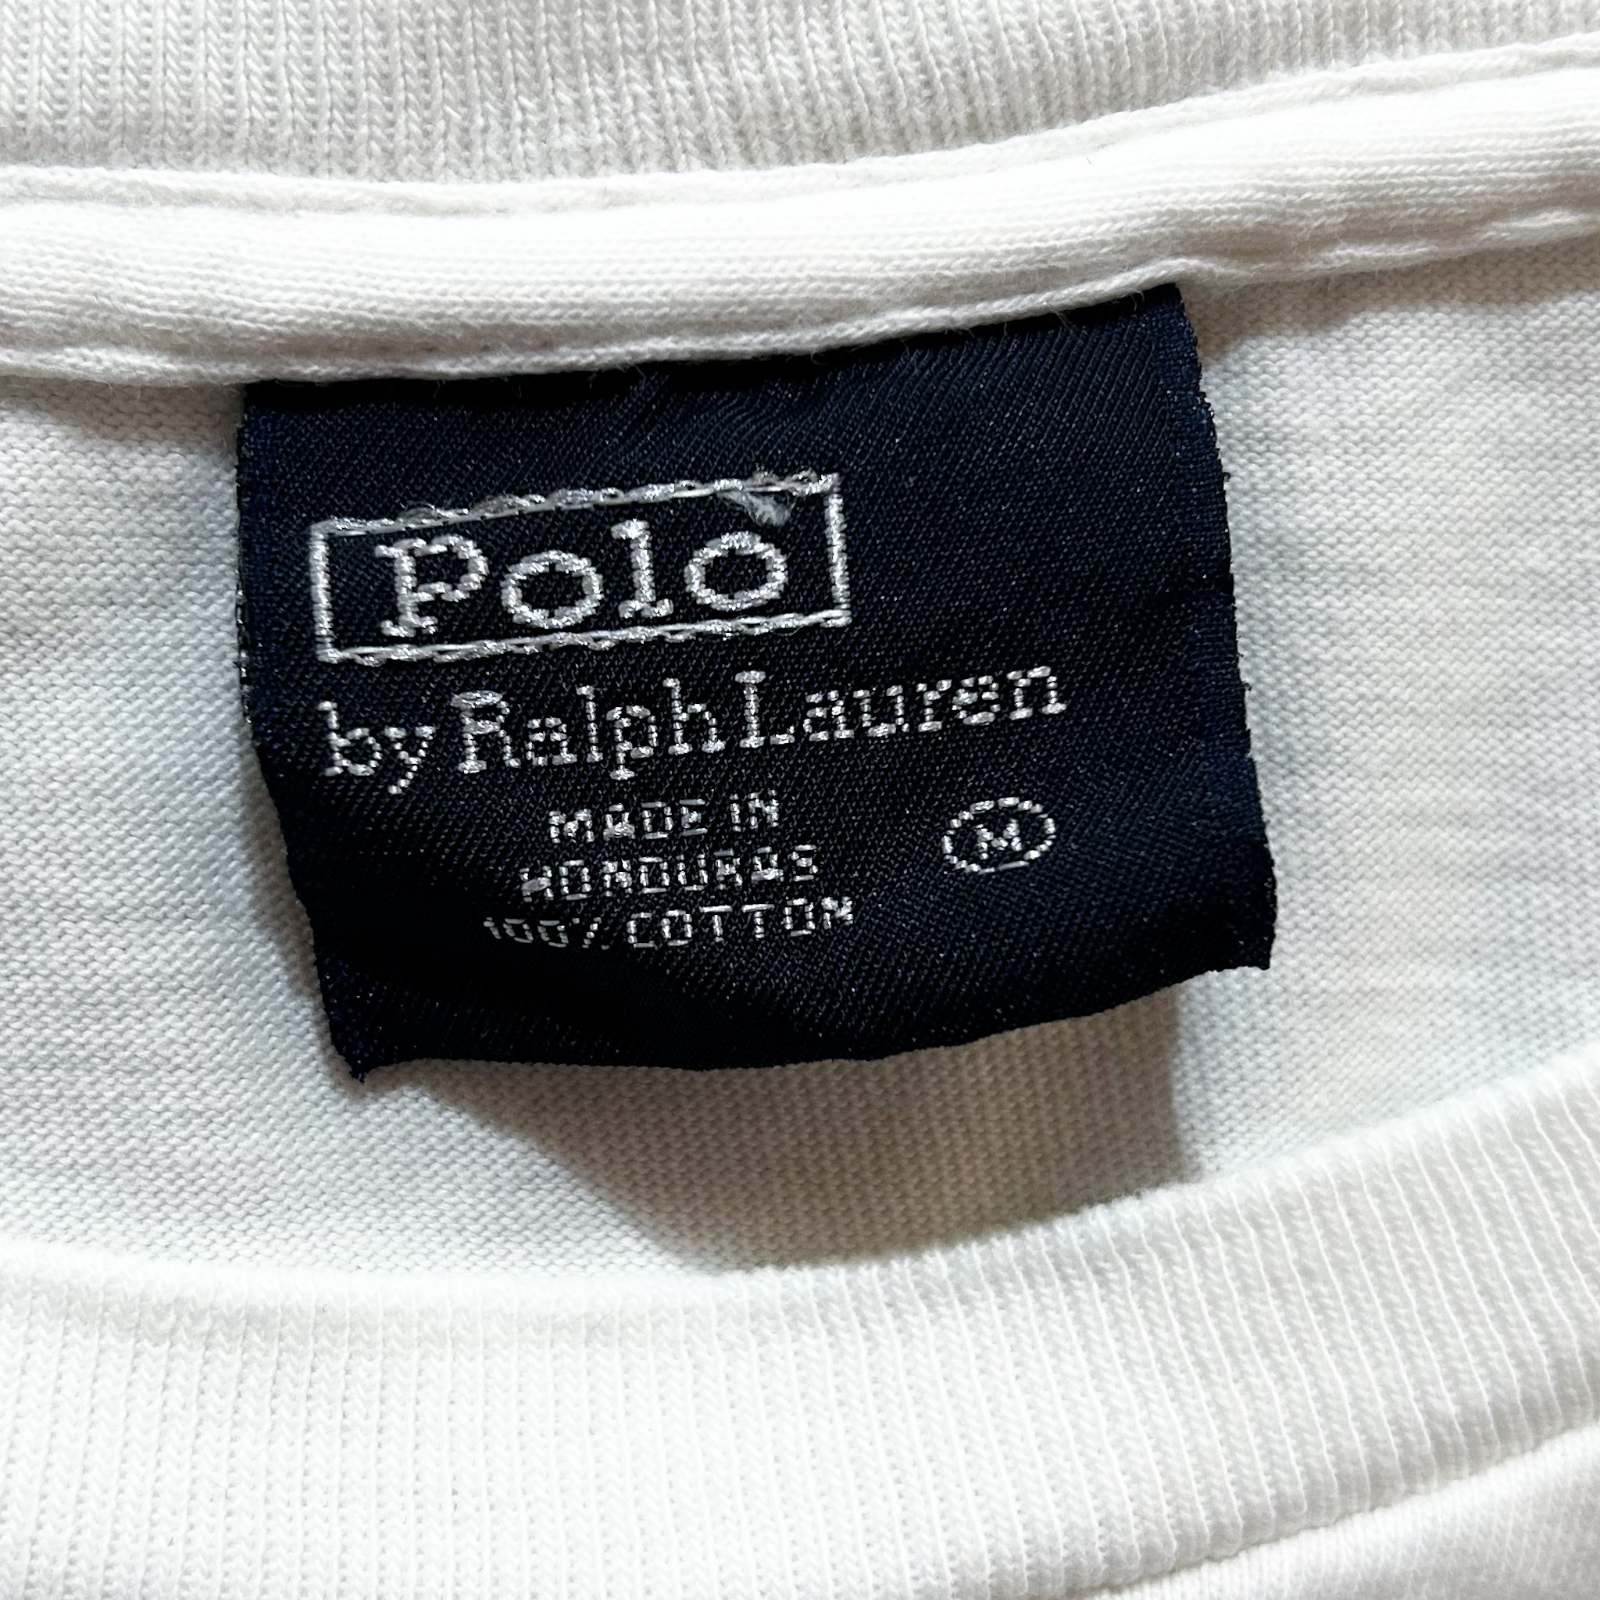 Polo
by Ralph Lauren
MADE IN
HONDURAS
100% COTTON
M